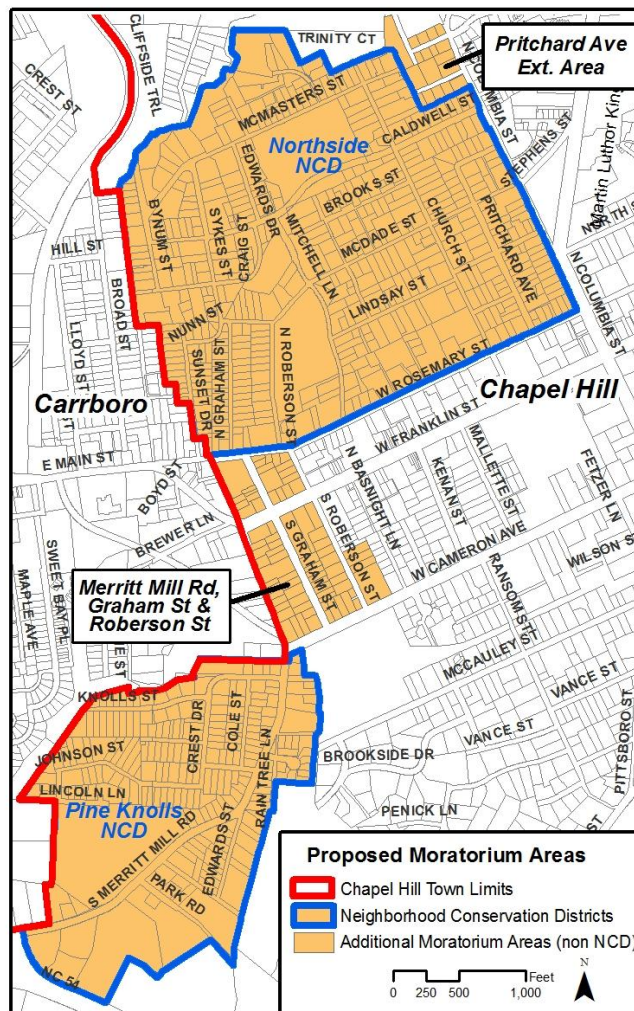 TRINITY CT
CLIFFSIDE TRL
CREST ST
Pritchard Ave
Ext. Area
N COLUMBIA ST
MCMASTERS ST
CALDWELL ST
STEPHENS ST
Martin Luthor King
Northside
NCD
EDWARDS DR
BROOKS ST
BYNUM ST
SYKES ST
CRAIG ST
MITCHELL LN
MCDADE ST
CHURCH ST
PRITCHARD AVE
HILL ST
BROAD ST
LLOYD ST
NUNN ST
LINDSAY ST
N COLUMBIA ST
SUNSET DR
N GRAHAM ST
N ROBERSON ST
W ROSEMARY ST
Carrboro
Chapel Hill
W FRANKLIN ST
E MAIN ST
BOYD ST
BREWER LN
N BASNIGHT LN
KENAN ST
MALLETTE ST
FETZER LN
S ROBERSON ST
S GRAHAM ST
W CAMERON AVE
WILSON S
MAPLE AVE
SWEET BAY PL
Merritt Mill Rd,
Graham St &
Roberson St
RANSOM ST
MCCAULEY ST
VANCE ST
VANCE ST
PITTSBORO ST
KNOLLS ST
CREST DR
COLE ST
JOHNSON ST
RAIN TREE LN
BROOKSIDE DR
LINCOLN LN
Pine Knolls
NCD
S MERRITT MILL RD
EDWARDS ST
PARK RD
PENICK LN
NC 54
Proposed Moratorium Areas
Chapel Hill Town Limits
Neighborhood Conservation Districts
Additional Moratorium Areas (non NCD)
N
Feet
0 250 500 1,000